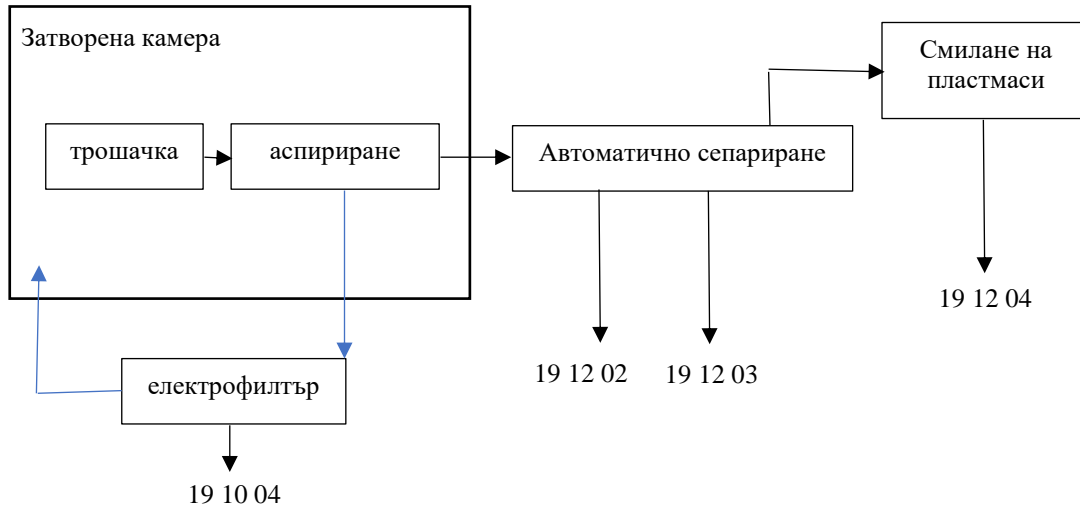 Затворена камера
Смилане на
пластмаси
трошачка
аспириране
Автоматично сепариране
19 12 04
19 12 02
19 12 03
електрофилтър
19 10 04